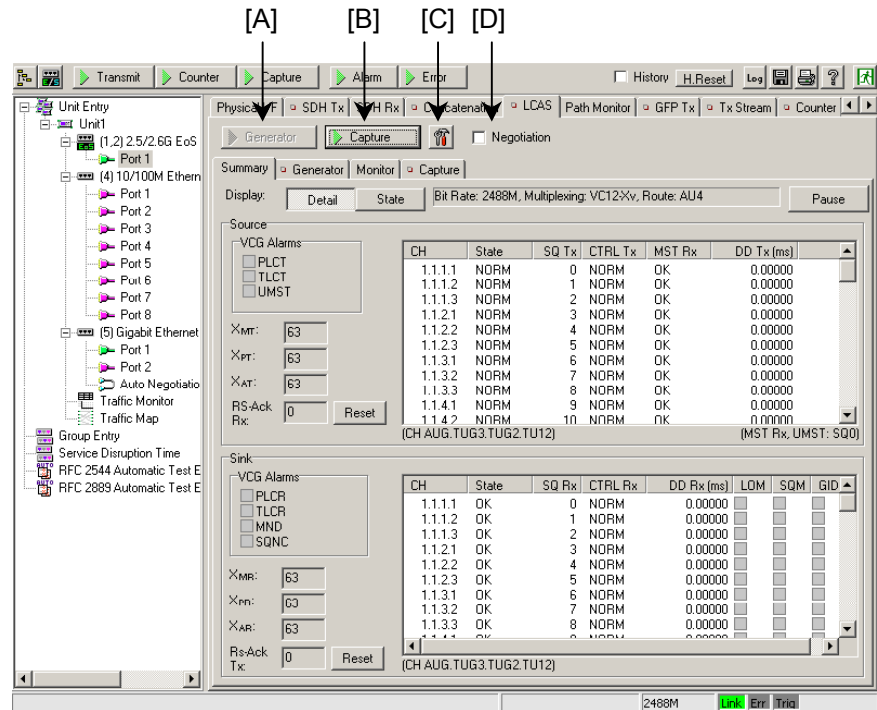 [A] [B] [C] [D]
Transmit Counter Capture Alarm Error History H.Reset Log
Unit Entry
Unit1
(1,2) 2.5/2.6G EoS
Port 1
(4) 10/100M Ethern
Port 1
Port 2
Port 3
Port 4
Port 5
Port 6
Port 7
Port 8
(5) Gigabit Ethernet
Port 1
Port 2
Auto Negotiatio
Traffic Monitor
Traffic Map
Group Entry
Service Disruption Time
RFC 2544 Automatic Test E
RFC 2889 Automatic Test E
SDH Tx LCAS Path Monitor GFP Tx Tx Stream Counter
Generator Capture Negotiation
Summary Generator Monitor Capture
Display: Detail State Bit Rate: 2488M, Multiplexing: VC12-Xv, Route: AU4 Pause
Source
VCG Alarms
PLCT
TLCT
UMST
XMT: 63
XPT: 63
XAT: 63
RS-Ack Rx: 0 Reset
CH State SQ Tx CTRL Tx MST Rx DD Tx (ms)
1.1.1.1 NORM 0 NORM OK 0.00000
1.1.1.2 NORM 1 NORM OK 0.00000
1.1.1.3 NORM 2 NORM OK 0.00000
1.1.2.1 NORM 3 NORM OK 0.00000
1.1.2.2 NORM 4 NORM OK 0.00000
1.1.2.3 NORM 5 NORM OK 0.00000
1.1.3.1 NORM 6 NORM OK 0.00000
1.1.3.2 NORM 7 NORM OK 0.00000
1.1.3.3 NORM 8 NORM OK 0.00000
1.1.4.1 NORM 9 NORM OK 0.00000
1.1.4.2 NORM 10 NORM OK 0.00000
(CH AUG.TUG3.TUG2.TU12) (MST Rx, UMST: SQ0)
Sink
VCG Alarms
PLCR
TLCR
MND
SQNC
XMR: 63
63
XAR: 63
Rs-Ack Tx: 0 Reset
CH State SQ Rx CTRL Rx DD Rx (ms) LOM SQM GID
1.1.1.1 OK 0 NORM 0.00000
1.1.1.2 OK 1 NORM 0.00000
1.1.1.3 OK 2 NORM 0.00000
1.1.2.1 OK 3 NORM 0.00000
1.1.2.2 OK 4 NORM 0.00000
1.1.2.3 OK 5 NORM 0.00000
1.1.3.1 OK 6 NORM 0.00000
1.1.3.2 OK 7 NORM 0.00000
1.1.3.3 OK 8 NORM 0.00000
(CH AUG.TUG3.TUG2.TU12)
2488M Link Err Trig